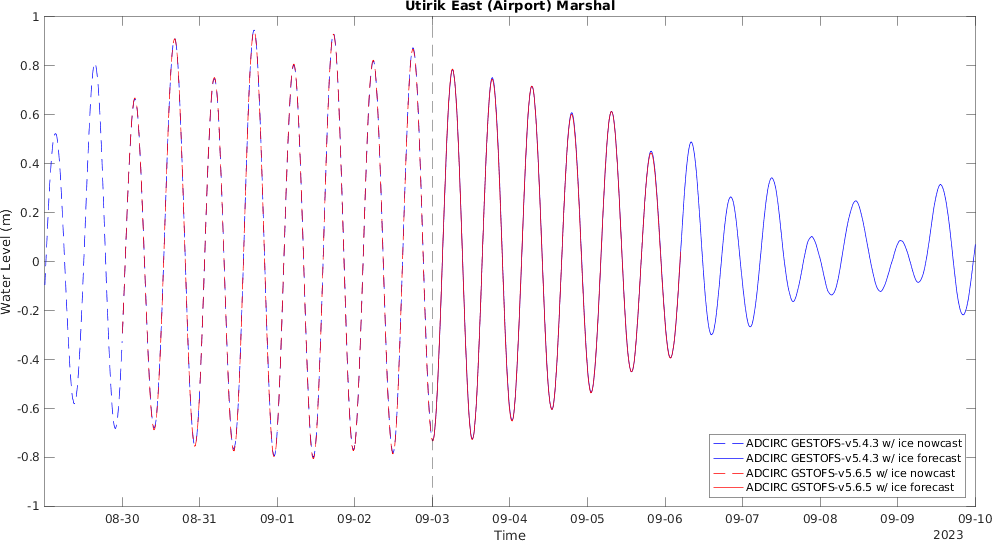 Utirik East (Airport) Marshal
1
0.8
0.6
0.4
0.2
0
-0.2
-0.4
-0.6
-0.8
-1
Water Level (m)
ADCIRC GESTOFS-v5.4.3 w/ ice nowcast
ADCIRC GESTOFS-v5.4.3 w/ ice forecast
ADCIRC GSTOFS-v5.6.5 w/ ice nowcast
ADCIRC GSTOFS-v5.6.5 w/ ice forecast
08-30 08-31 09-01 09-02 09-03 09-04 09-05 09-06 09-07 09-08 09-09 09-10
Time
2023